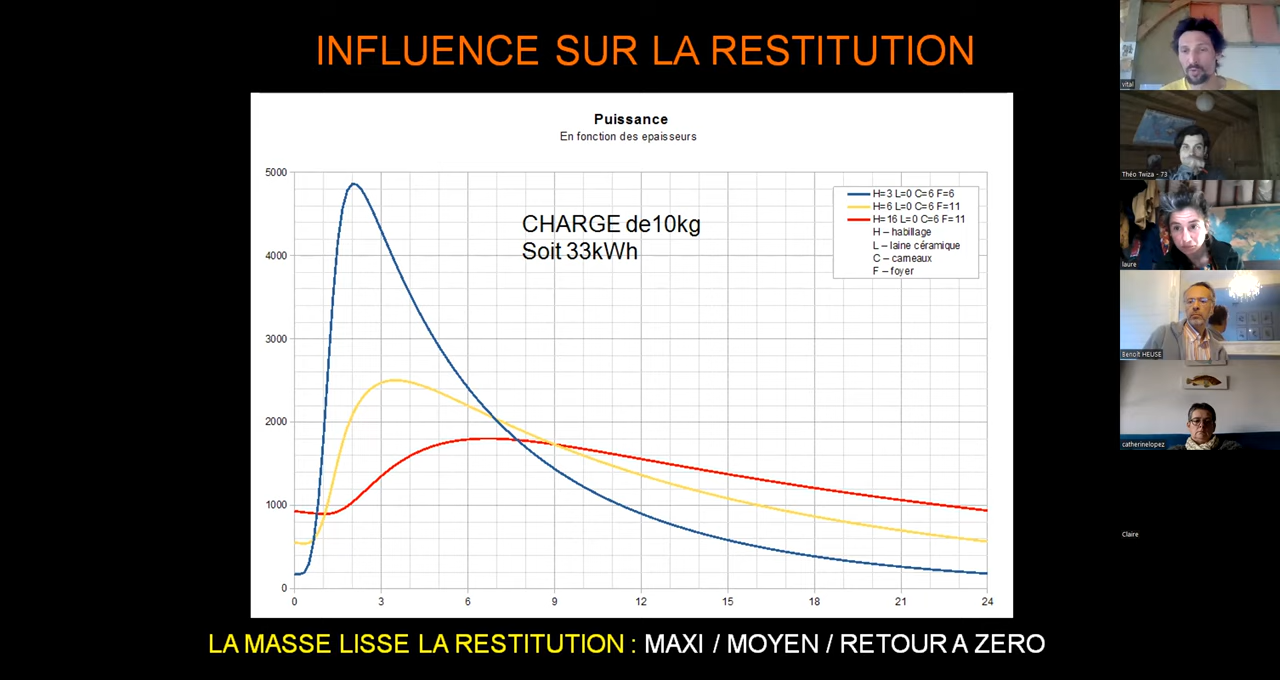 INFLUENCE SUR LA RESTITUTION
Puissance
En fonction des epaisseurs
5000
4000
3000
2000
1000
0
0 3 6 9 12 15 18 21 24
CHARGE de10kg
Soit 33kWh
H=3 L=0 C=6 F=6
H=6 L=0 C=6 F=11
H=16 L=0 C=6 F=11
H – habillage
L – laine céramique
C – carneaux
F – foyer
LA MASSE LISSE LA RESTITUTION : MAXI / MOYEN / RETOUR A ZERO
vital
Théo Twiza - 73
laure
Benoît HEUSE
catherinelopez
Claire